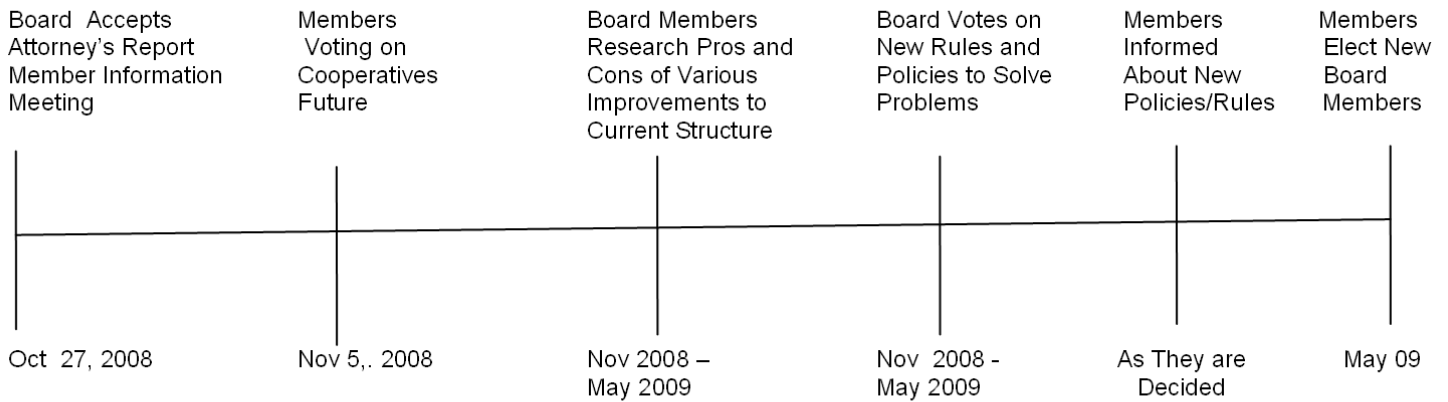 Board Accepts
Attorney's Report
Member Information
Meeting
Members
Voting on
Cooperatives
Future
Board Members
Research Pros and
Cons of Various
Improvements to
Current Structure
Board Votes on
New Rules and
Policies to Solve
Problems
Members
Informed
About New
Policies/Rules
Members
Elect New
Board
Members
Oct 27, 2008
Nov 5,. 2008
Nov 2008 –
May 2009
Nov 2008 -
May 2009
As They are
Decided
May 09